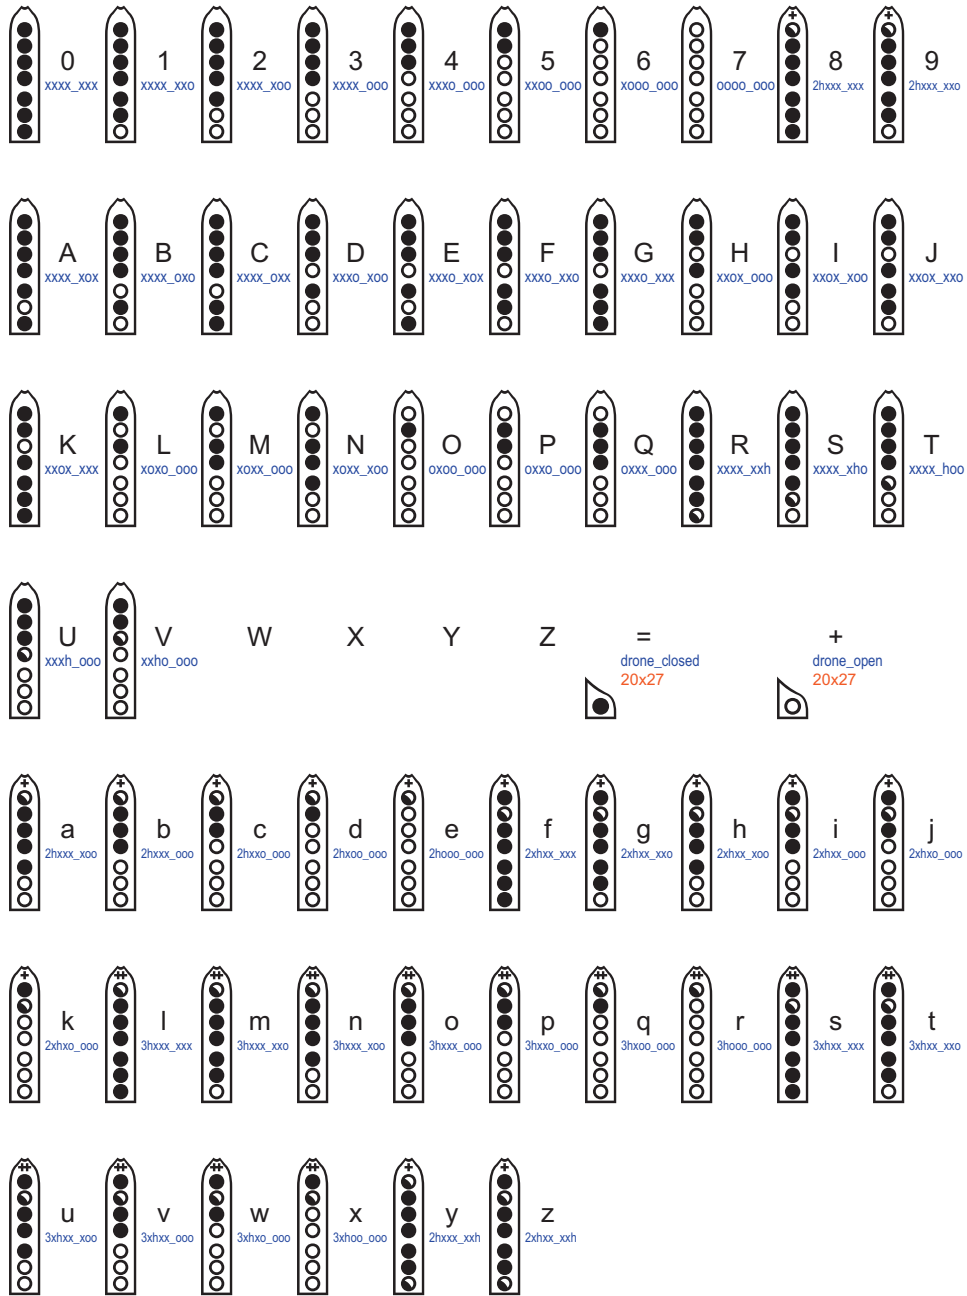 0 1 2 3 4 5 6 7 8 9
xxxx_xxx xxxx_xxo xxxx_xoo xxxx_ooo xxxo_ooo xxoo_ooo xooo_ooo oooo_ooo 2hxxx_xxx 2hxxx_xxo
A B C D E F G H I J
xxxx_xox xxxx_oxo xxxx_oxx xxxo_xoo xxxo_xox xxxo_xxo xxxo_xxx xxox_ooo xxox_xoo xxox_xxo
K L M N O P Q R S T
xxox_xxx xoxo_ooo xoxx_ooo xoxx_xoo oxoo_ooo oxxo_ooo oxxx_ooo xxxx_xxh xxxx_xho xxxx_hoo
U V W X Y Z = +
xxxh_ooo xxho_ooo drone_closed drone_open
20x27 20x27
a b c d e f g h i j
2hxxx_xoo 2hxxx_ooo 2hxxo_ooo 2hxoo_ooo 2hooo_ooo 2xhxx_xxx 2xhxx_xxo 2xhxx_xoo 2xhxx_ooo 2xhxo_ooo
k l m n o p q r s t
2xhxo_ooo 3hxxx_xxx 3hxxx_xxo 3hxxx_xoo 3hxxx_ooo 3hxxo_ooo 3hxoo_ooo 3hooo_ooo 3xhxx_xxx 3xhxx_xxo
u v w x y z
3xhxx_xoo 3xhxx_ooo 3xhxo_ooo 3xhoo_ooo 2hxxx_xxh 2xhxx_xxh